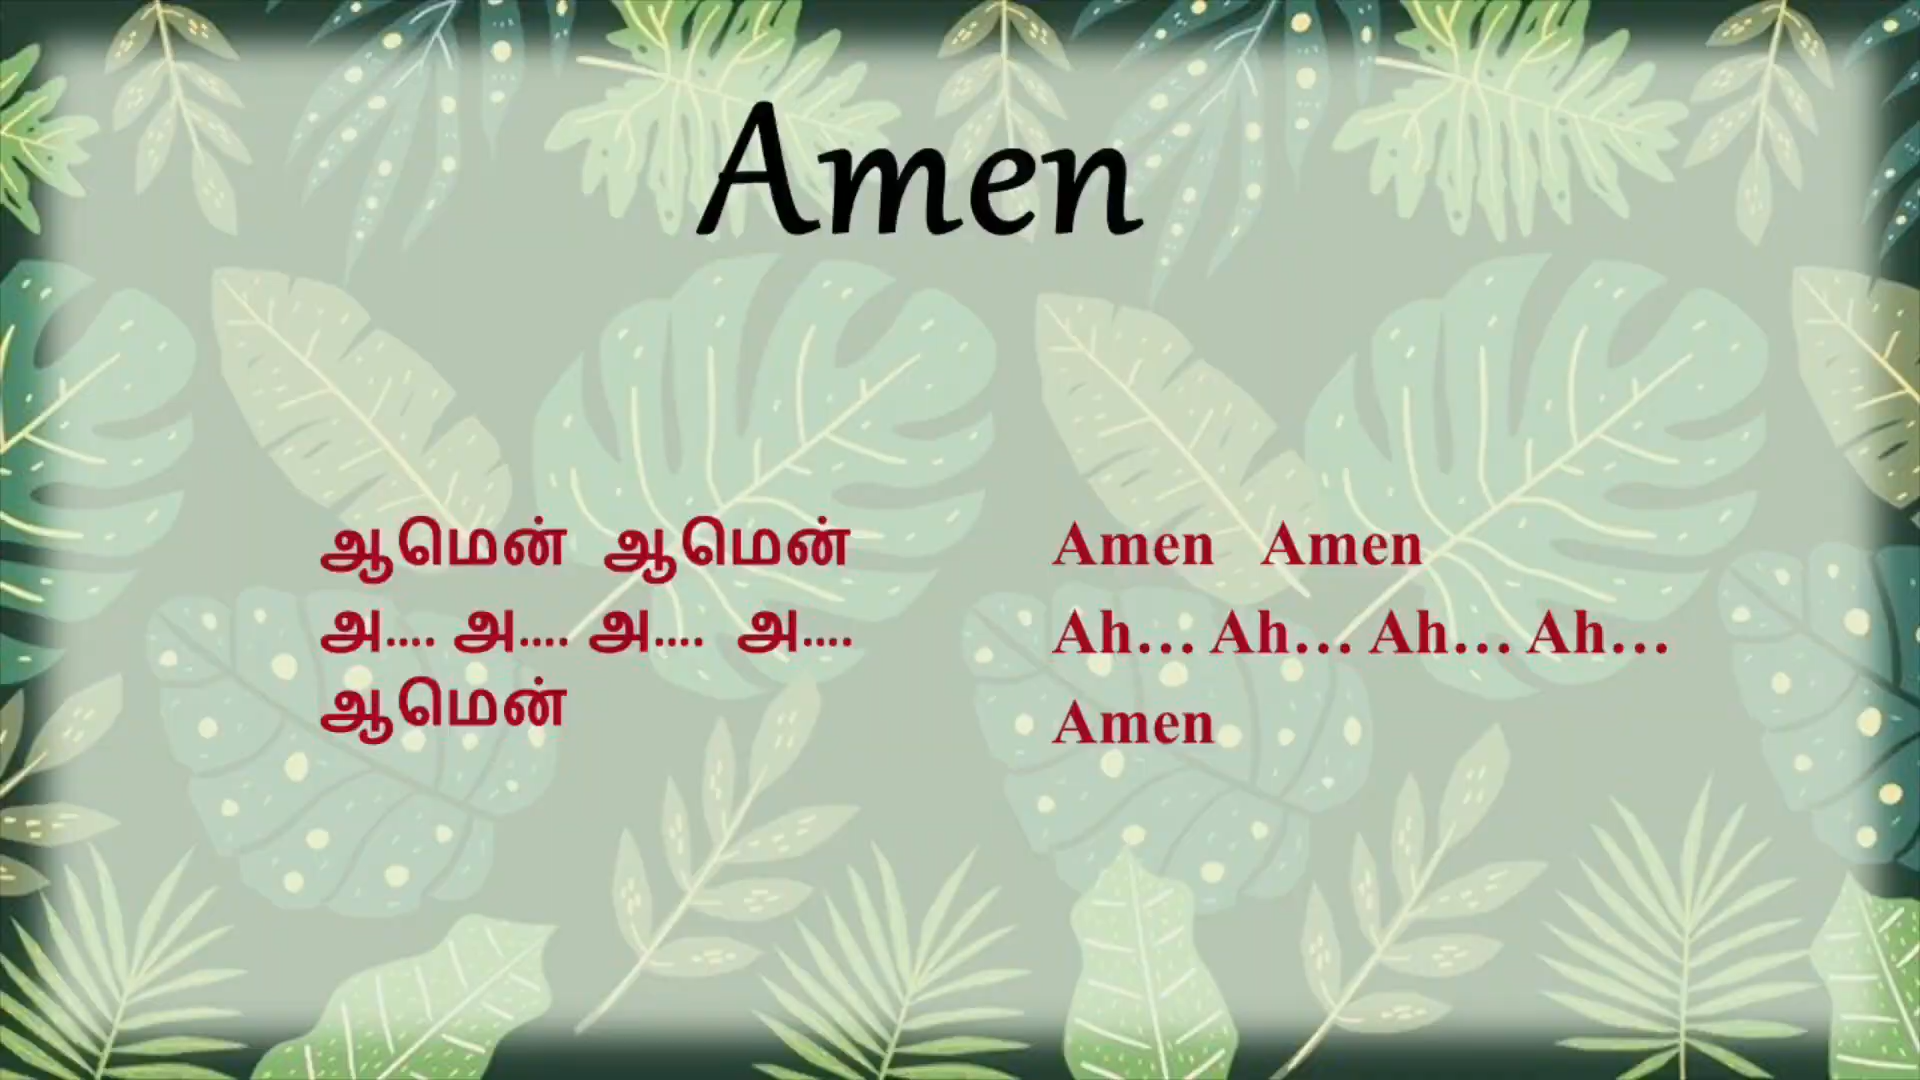 Amen
ஆமென் ஆமென்
அ.... அ.... அ.... அ....
ஆமென்
Amen Amen
Ah… Ah… Ah… Ah…
Amen